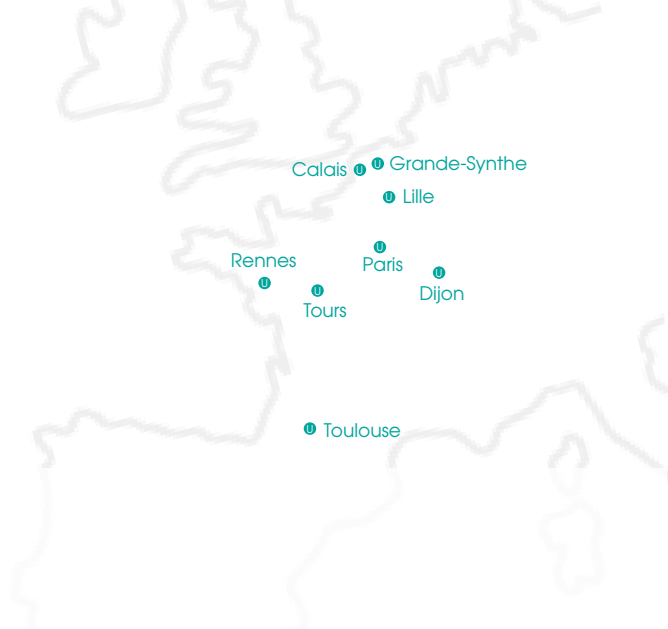 Grande-Synthe
Calais
Lille
Rennes
Paris
Dijon
Tours
Toulouse